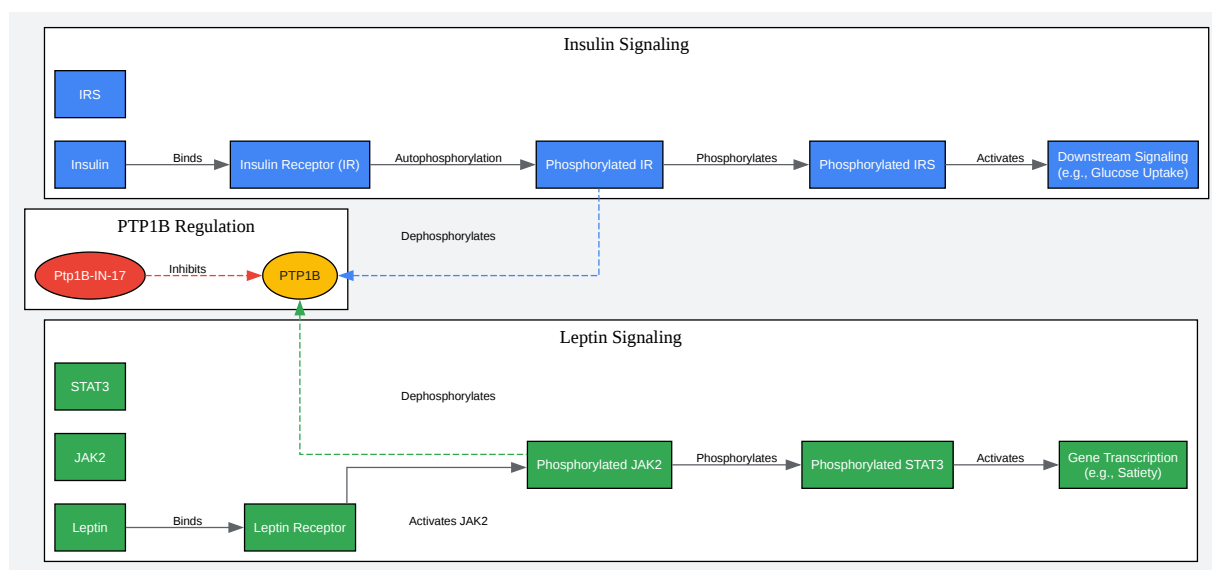 Insulin Signaling
IRS
Insulin
Binds
Insulin Receptor (IR)
Autophosphorylation
Phosphorylated IR
Phosphorylates
Phosphorylated IRS
Activates
Downstream Signaling
(e.g., Glucose Uptake)
PTP1B Regulation
Dephosphorylates
Ptp1B-IN-17
Inhibits
PTP1B
Leptin Signaling
STAT3
Dephosphorylates
JAK2
Phosphorylated JAK2
Phosphorylates
Phosphorylated STAT3
Activates
Gene Transcription
(e.g., Satiety)
Leptin
Binds
Leptin Receptor
Activates JAK2